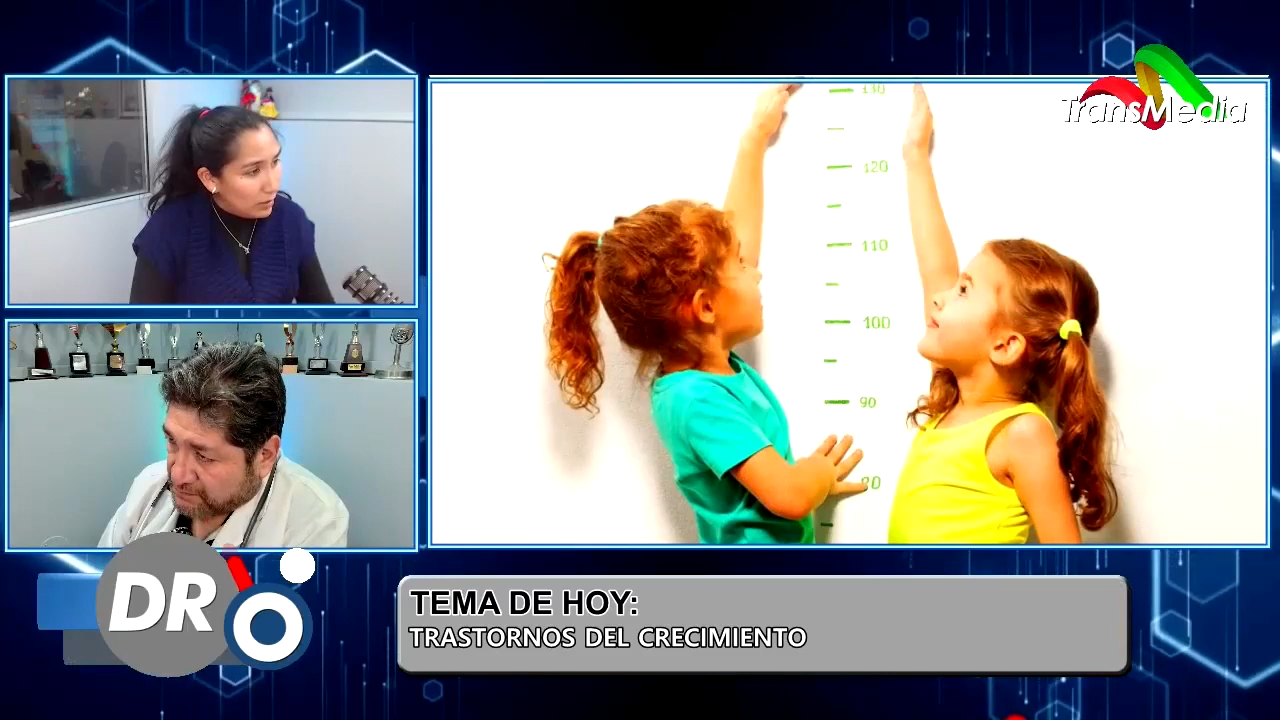 TransMedia
130
120
110
100
90
80
DR
TEMA DE HOY:
TRASTORNOS DEL CRECIMIENTO